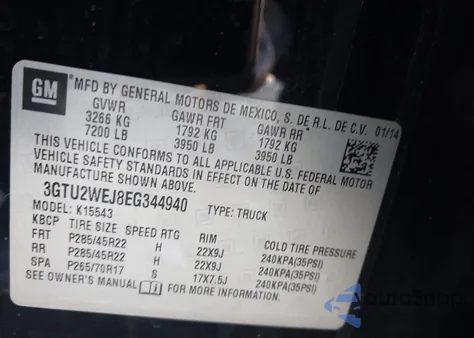 GM
*MFD BY GENERAL MOTORS DE MEXICO, S. DE R.L. DE C.V. 01/14
GVWR GAWR FRT GAWR RR *
3266 KG 1792 KG 1792 KG
7200 LB 3950 LB 3950 LB
THIS VEHICLE CONFORMS TO ALL APPLICABLE U.S. FEDERAL MOTOR
VEHICLE SAFETY STANDARDS IN EFFECT ON THE DATE OF
MANUFACTURE SHOWN ABOVE.
3GTU2WEJ8EG344940 TYPE: TRUCK
MODEL: K15543
KBCP TIRE SIZE SPEED RTG RIM COLD TIRE PRESSURE
FRT P285/45R22 H 22X9J 240KPA(35PSI)
RR P285/45R22 H 22X9J 240KPA(35PSI)
SPA P265/70R17 S 17X7.5J 240KPA(35PSI)
SEE OWNER'S MANUAL FOR MORE INFORMATION.
AutoSnap